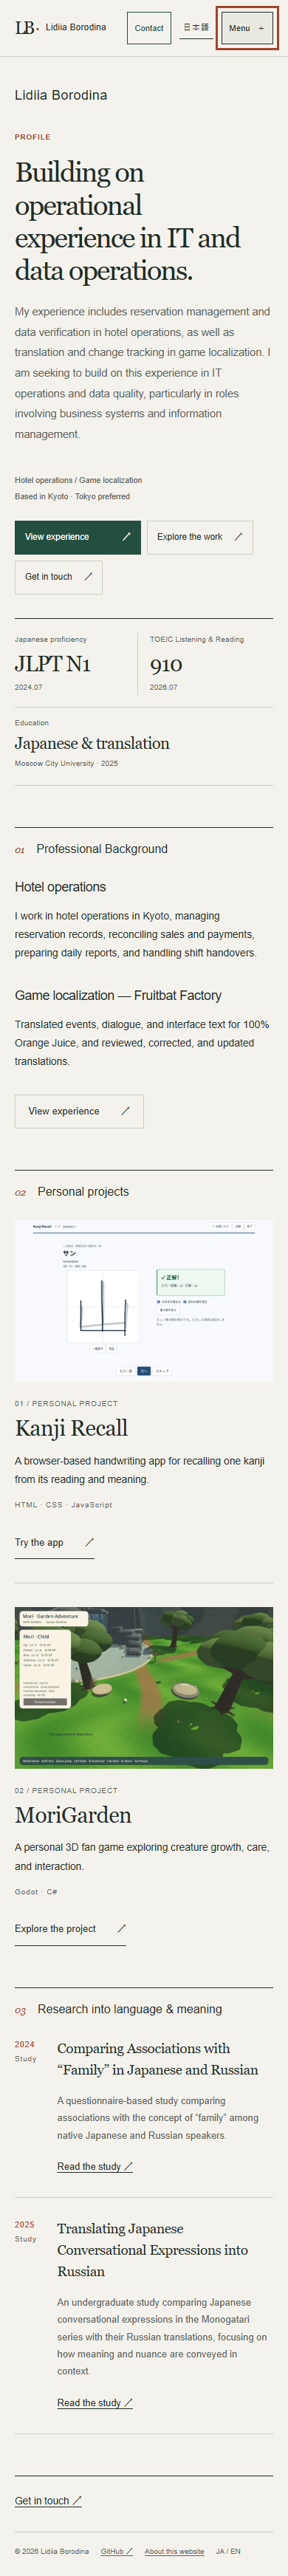 LB. Lidiia Borodina
Contact
日本語
Menu +
Lidiia Borodina
PROFILE
Building on
operational
experience in IT and
data operations.
My experience includes reservation management and
data verification in hotel operations, as well as
translation and change tracking in game localization. I
am seeking to build on this experience in IT
operations and data quality, particularly in roles
involving business systems and information
management.
Hotel operations / Game localization
Based in Kyoto · Tokyo preferred
View experience
Explore the work
Get in touch
Japanese proficiency
JLPT N1
2024.07
TOEIC Listening & Reading
910
2026.07
Education
Japanese & translation
Moscow City University · 2025
01 Professional Background
Hotel operations
I work in hotel operations in Kyoto, managing
reservation records, reconciling sales and payments,
preparing daily reports, and handling shift handovers.
Game localization — Fruitbat Factory
Translated events, dialogue, and interface text for 100%
Orange Juice, and reviewed, corrected, and updated
translations.
View experience
02 Personal projects
Kanji Recall
サン
正解!
01 / PERSONAL PROJECT
Kanji Recall
A browser-based handwriting app for recalling one kanji
from its reading and meaning.
HTML · CSS · JavaScript
Try the app
Mori · Garden Adventure
Mori · Child
02 / PERSONAL PROJECT
MoriGarden
A personal 3D fan game exploring creature growth, care,
and interaction.
Godot · C#
Explore the project
03 Research into language & meaning
2024
Study
Comparing Associations with
“Family” in Japanese and Russian
A questionnaire-based study comparing
associations with the concept of “family” among
native Japanese and Russian speakers.
Read the study
2025
Study
Translating Japanese
Conversational Expressions into
Russian
An undergraduate study comparing Japanese
conversational expressions in the Monogatari
series with their Russian translations, focusing on
how meaning and nuance are conveyed in
context.
Read the study
Get in touch
© 2026 Lidiia Borodina
GitHub
About this website
JA / EN